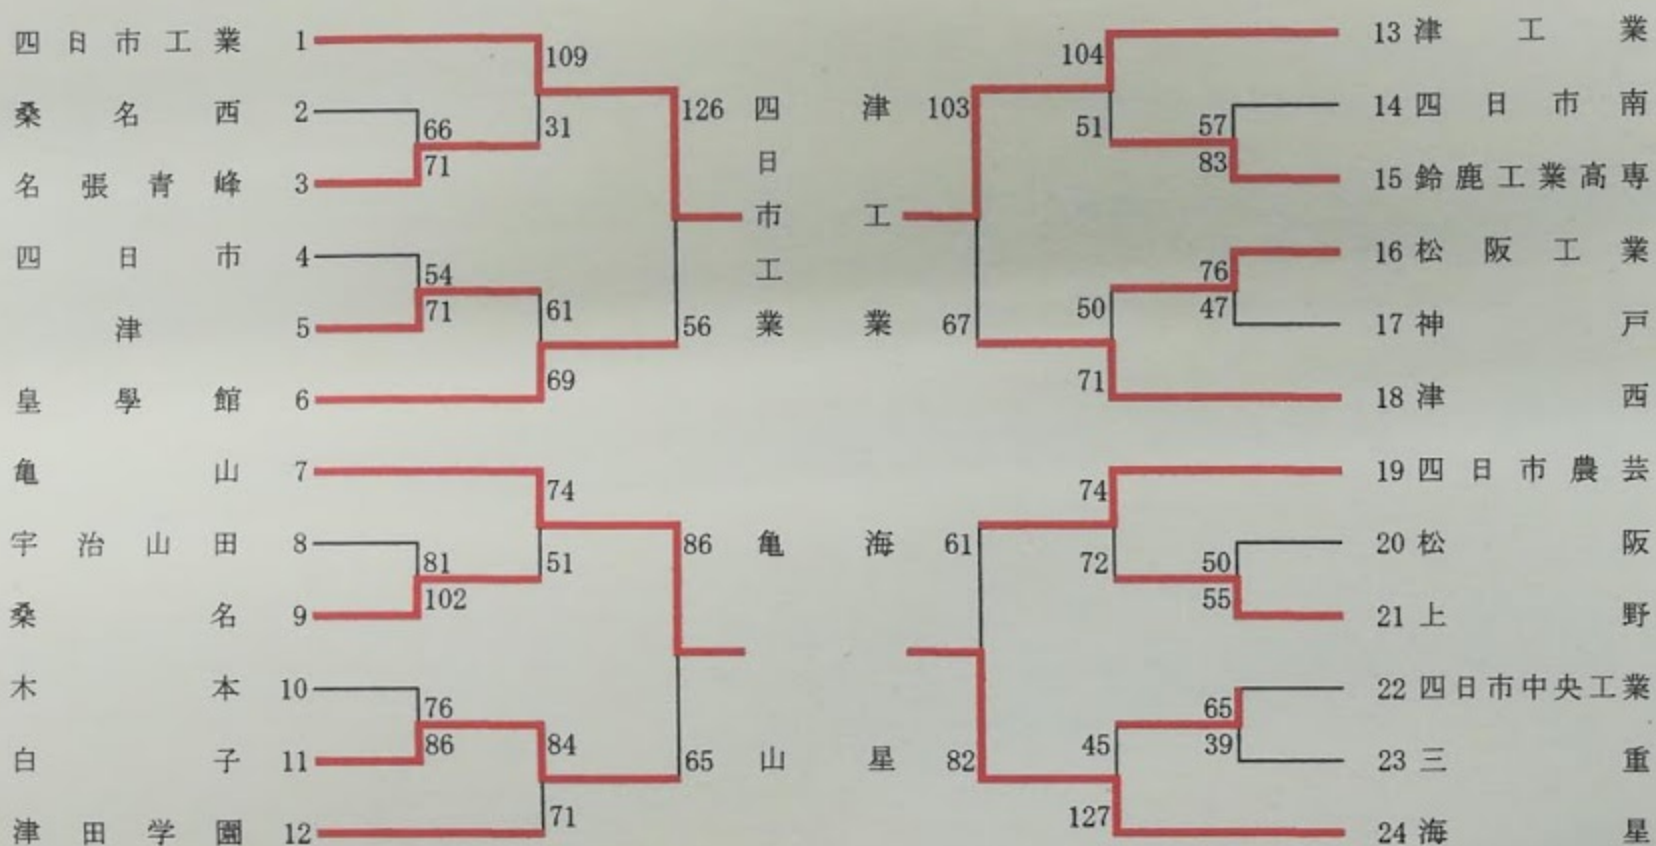 四日市工業 1
桑名西 2
名張青峰 3
四日市 4
津 5
皇學館 6
亀山 7
宇治山田 8
桑名 9
木本 10
白子 11
津田学園 12
66
71
54
71
81
102
76
86
109
31
61
69
74
51
84
71
126
56
86
65
四日市工業
亀山
津工業
海星
103
67
61
82
104
51
50
71
74
72
45
127
57
83
76
47
50
55
65
39
13 津工業
14 四日市南
15 鈴鹿工業高専
16 松阪工業
17 神戸
18 津西
19 四日市農芸
20 松阪
21 上野
22 四日市中央工業
23 三重
24 海星